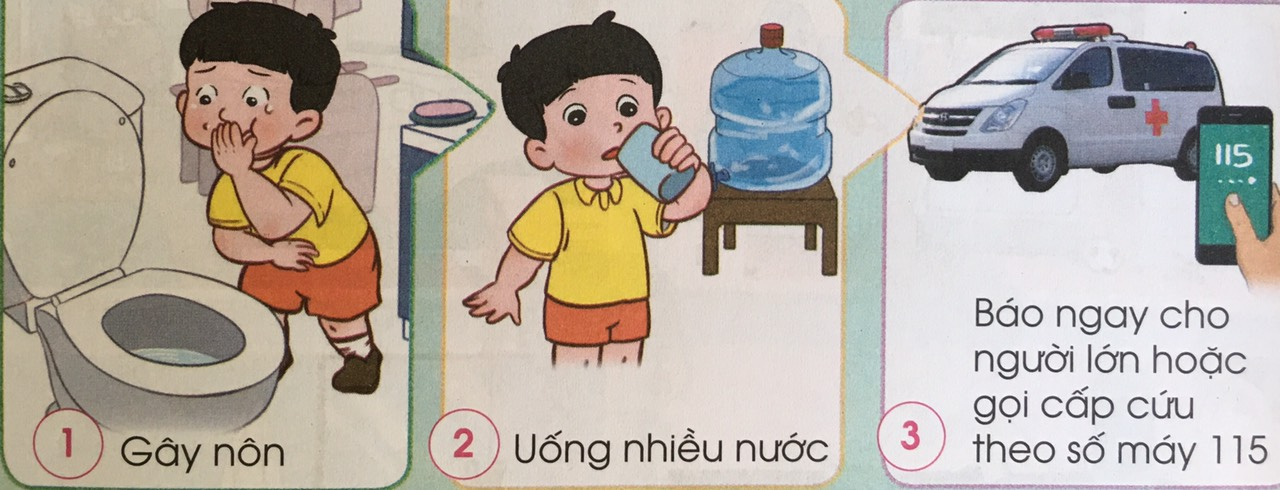 1 Gây nôn
2 Uống nhiều nước
115
Báo ngay cho
người lớn hoặc
gọi cấp cứu
3 theo số máy 115